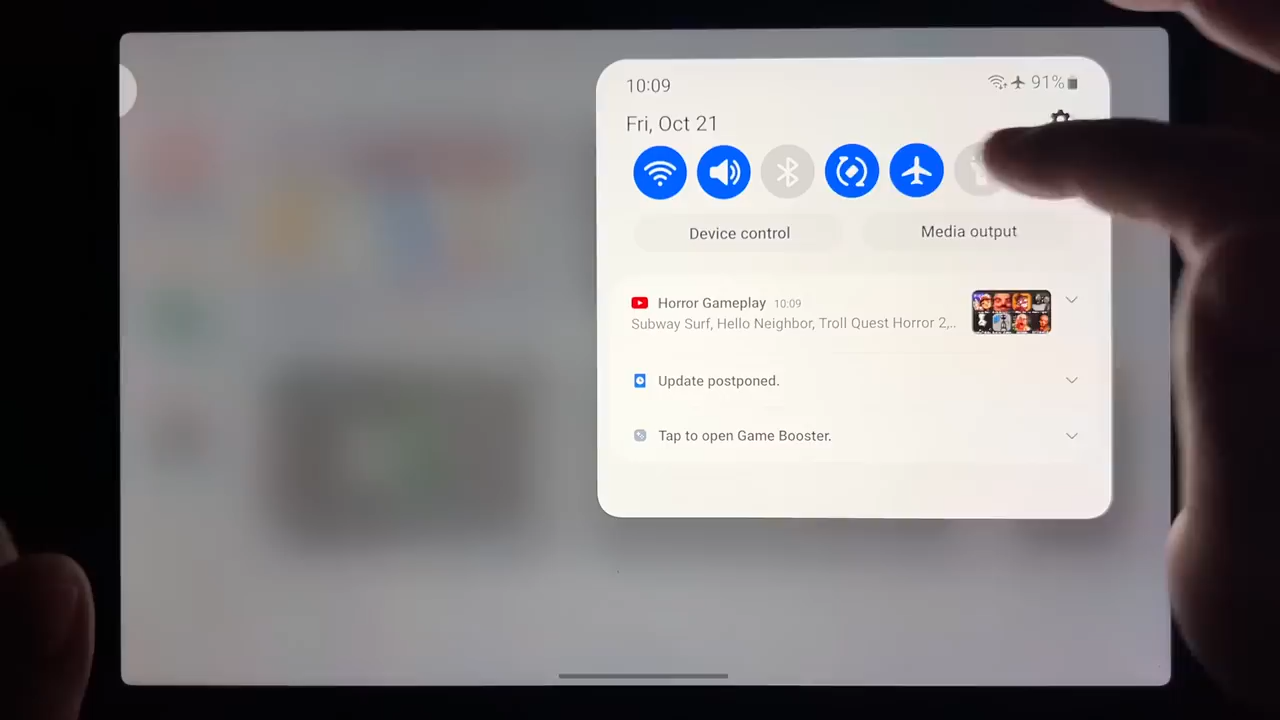 10:09
91%
Fri, Oct 21
Device control
Media output
Horror Gameplay 10:09
Subway Surf, Hello Neighbor, Troll Quest Horror 2,..
Update postponed.
Tap to open Game Booster.